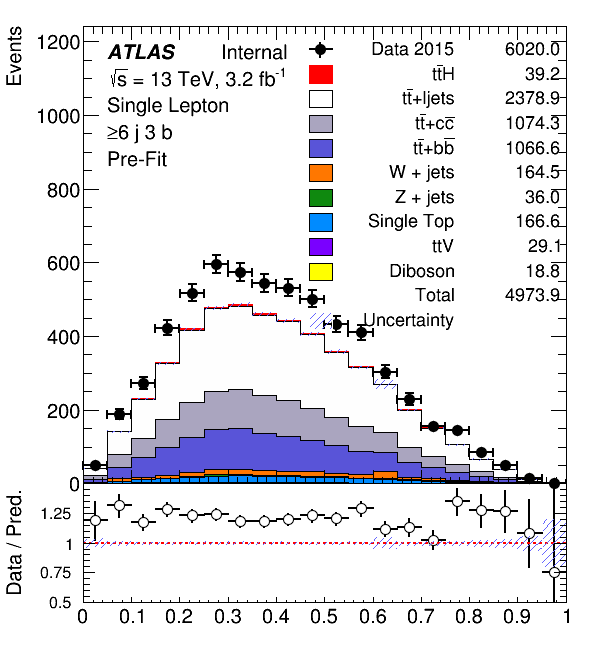 Events
1200
1000
800
600
400
200
0
ATLAS Internal
√s = 13 TeV, 3.2 fb⁻¹
Single Lepton
≥6 j 3 b
Pre-Fit
Data 2015 6020.0
tt̄H 39.2
tt̄+ljets 2378.9
tt̄+cc̄ 1074.3
tt̄+bb̄ 1066.6
W + jets 164.5
Z + jets 36.0
Single Top 166.6
ttV 29.1
Diboson 18.8
Total 4973.9
Uncertainty
Data / Pred.
1.25
1
0.75
0.5
0 0.1 0.2 0.3 0.4 0.5 0.6 0.7 0.8 0.9 1